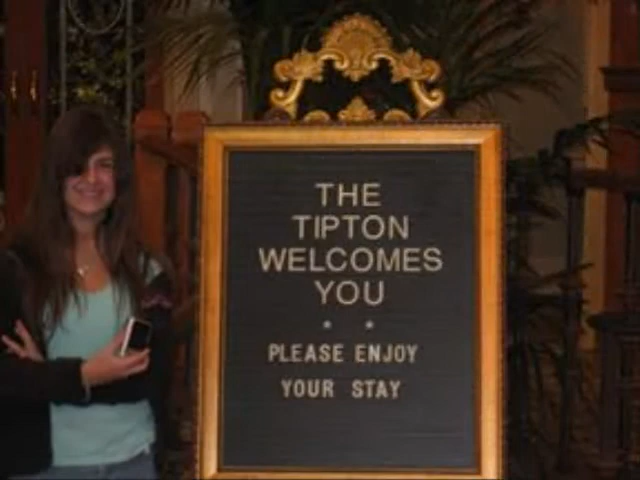 THE
TIPTON
WELCOMES
YOU
* *
PLEASE ENJOY
YOUR STAY